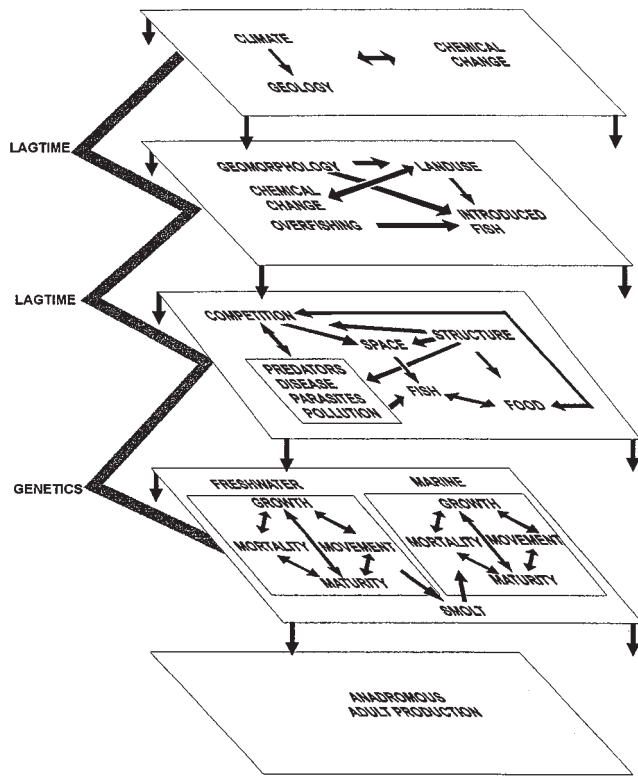 CLIMATE
CHEMICAL
CHANGE
GEOLOGY
LAGTIME
GEOMORPHOLOGY
LANDUSE
CHEMICAL
CHANGE
INTRODUCED
FISH
OVERFISHING
LAGTIME
COMPETITION
STRUCTURE
SPACE
PREDATORS
DISEASE
PARASITES
POLLUTION
FISH
FOOD
GENETICS
FRESHWATER
GROWTH
MORTALITY
MOVEMENT
MATURITY
MARINE
GROWTH
MORTALITY
MOVEMENT
MATURITY
SMOLT
ANADROMOUS
ADULT PRODUCTION